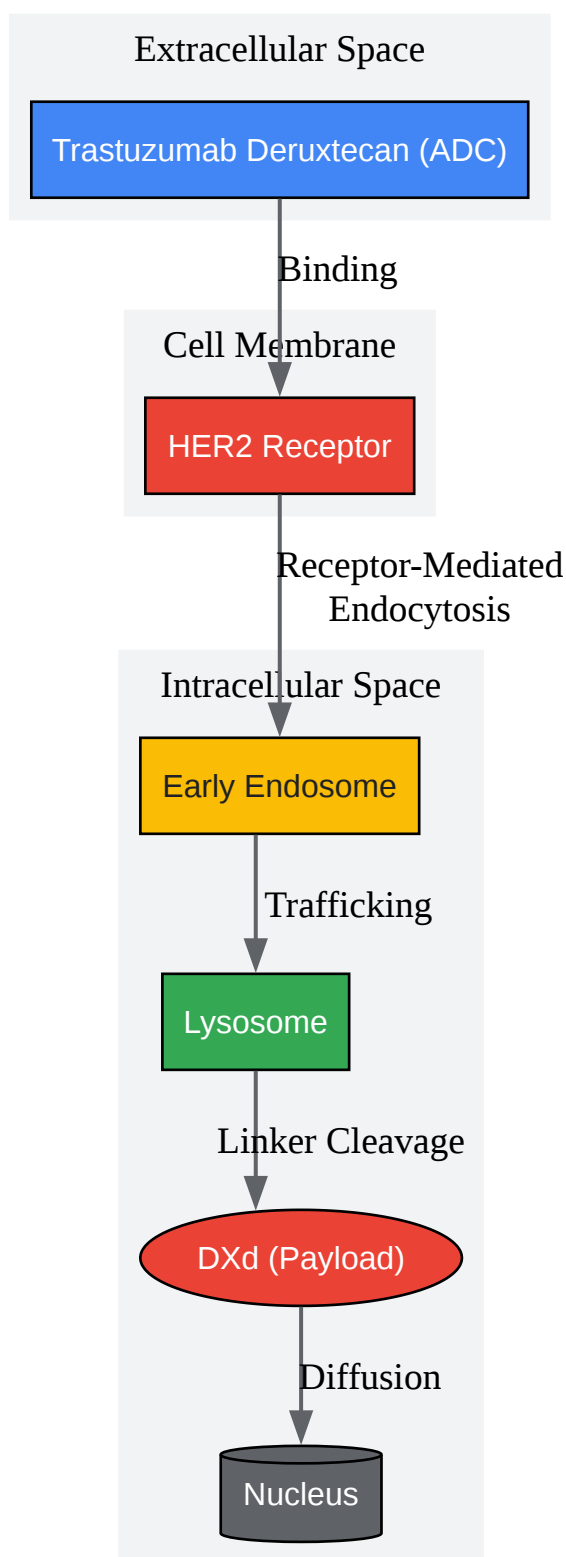 Extracellular Space
Trastuzumab Deruxtecan (ADC)
Binding
Cell Membrane
HER2 Receptor
Receptor-Mediated
Endocytosis
Intracellular Space
Early Endosome
Trafficking
Lysosome
Linker Cleavage
DXd (Payload)
Diffusion
Nucleus